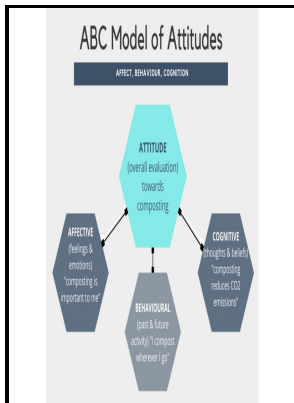 ABC Model of Attitudes
AFFECT, BEHAVIOUR, COGNITION
ATTITUDE
(overall evaluation)
towards
composting
AFFECTIVE
(feelings &
emotions)
"composting is
important to me"
BEHAVIOURAL
(past & future
activity) "I compost
wherever I go"
COGNITIVE
(thoughts & beliefs)
"composting
reduces CO2
emissions"